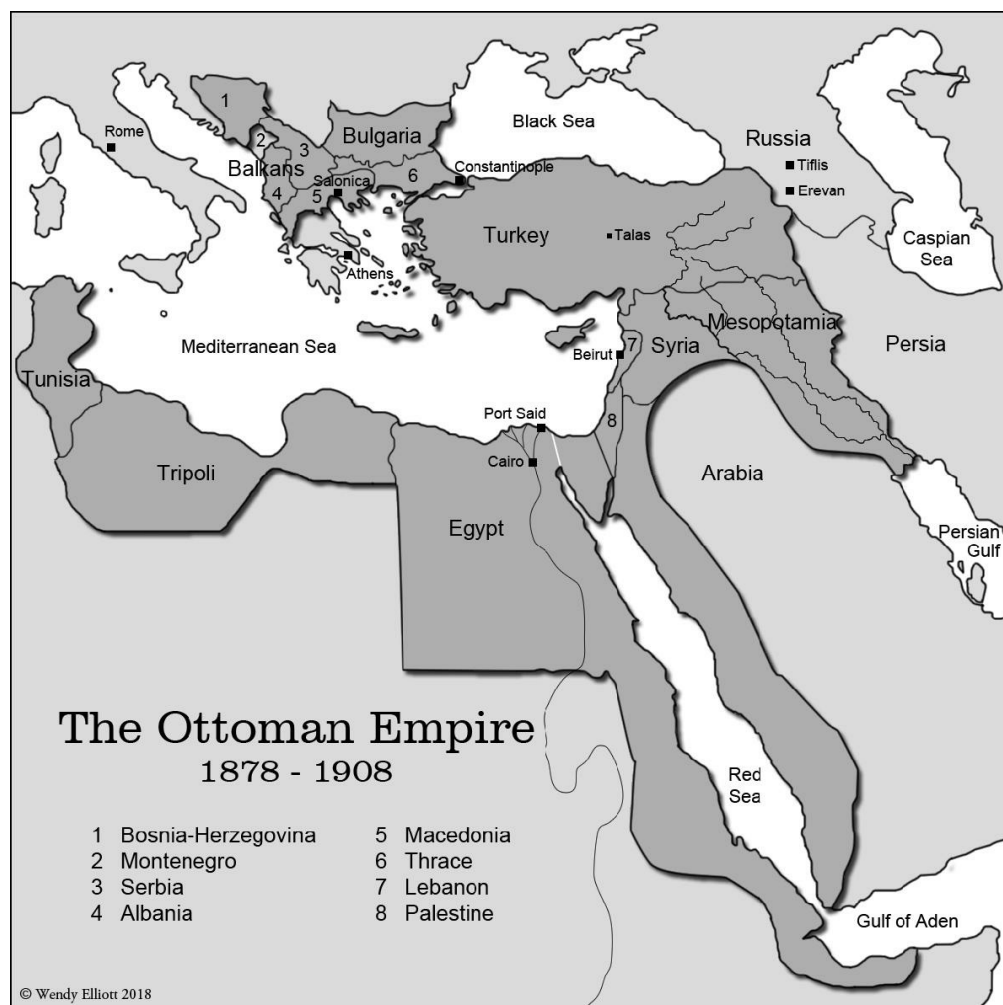 Black Sea
Russia
Tiflis
Erevan
Caspian
Sea
Rome
1
2
3
Balkans
Bulgaria
Salonica
4
5
6
Constantinople
Athens
Turkey
Talas
Mesopotamia
Persia
Mediterranean Sea
Beirut
7
Syria
8
Tunisia
Tripoli
Port Said
Cairo
Egypt
Arabia
Persian
Gulf
The Ottoman Empire
1878 - 1908
Red
Sea
Gulf of Aden
1 Bosnia-Herzegovina
2 Montenegro
3 Serbia
4 Albania
5 Macedonia
6 Thrace
7 Lebanon
8 Palestine
© Wendy Elliott 2018